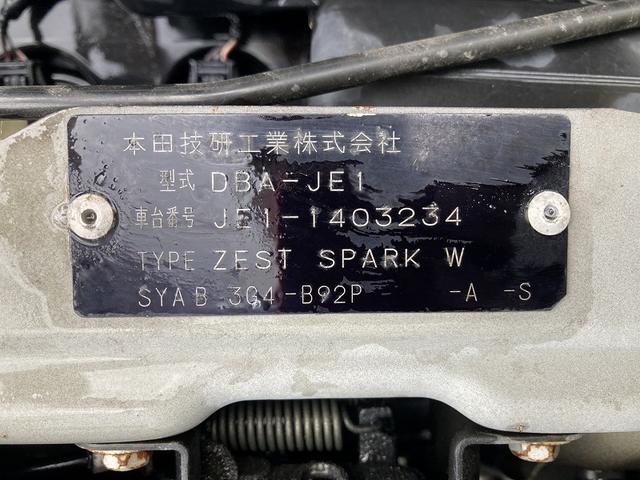 本田技研工業株式会社
型式 DBA-JE1
車台番号 JE1-1403234
TYPE ZEST SPARK W
SYAB 3G4-B92P -A -S